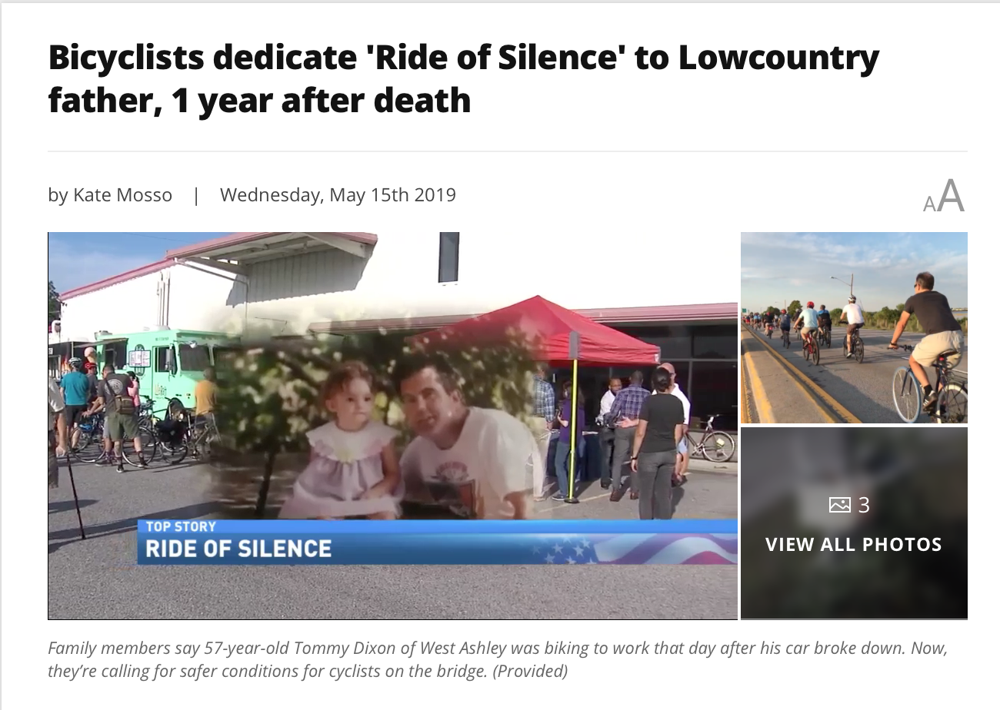 Bicyclists dedicate 'Ride of Silence' to Lowcountry
father, 1 year after death
by Kate Mosso | Wednesday, May 15th 2019
AA
TOP STORY
RIDE OF SILENCE
3
VIEW ALL PHOTOS
Family members say 57-year-old Tommy Dixon of West Ashley was biking to work that day after his car broke down. Now,
they’re calling for safer conditions for cyclists on the bridge. (Provided)